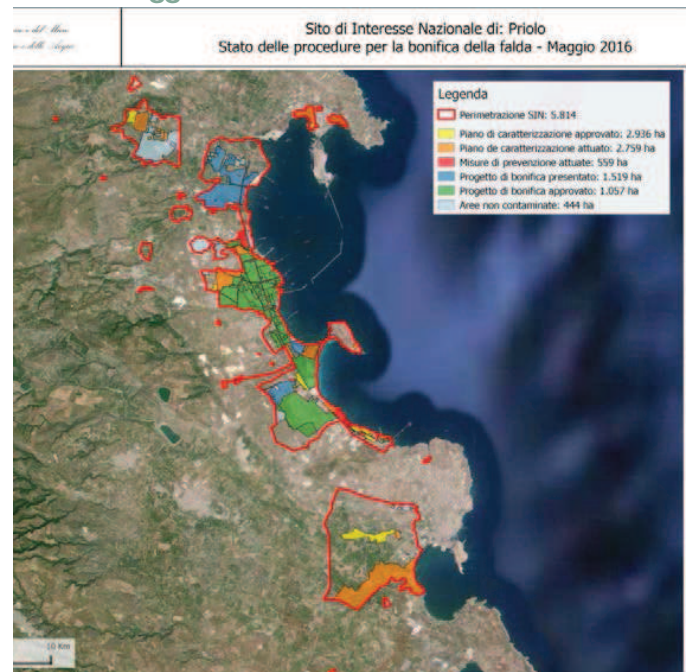 Sito di Interesse Nazionale di: Priolo
Stato delle procedure per la bonifica della falda - Maggio 2016
Legenda
Perimetrazione SIN: 5.814
Piano di caratterizzazione approvato: 2.936 ha
Piano de caratterizzazione attuato: 2.759 ha
Misure di prevenzione attuate: 559 ha
Progetto di bonifica presentato: 1.519 ha
Progetto di bonifica approvato: 1.057 ha
Aree non contaminate: 444 ha
10 Km